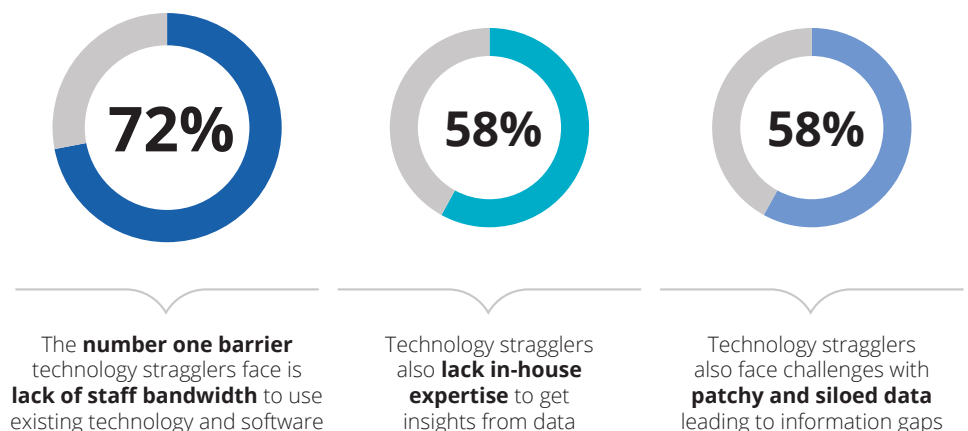 72%
The number one barrier
technology stragglers face is
lack of staff bandwidth to use
existing technology and software
58%
Technology stragglers
also lack in-house
expertise to get
insights from data
58%
Technology stragglers
also face challenges with
patchy and siloed data
leading to information gaps